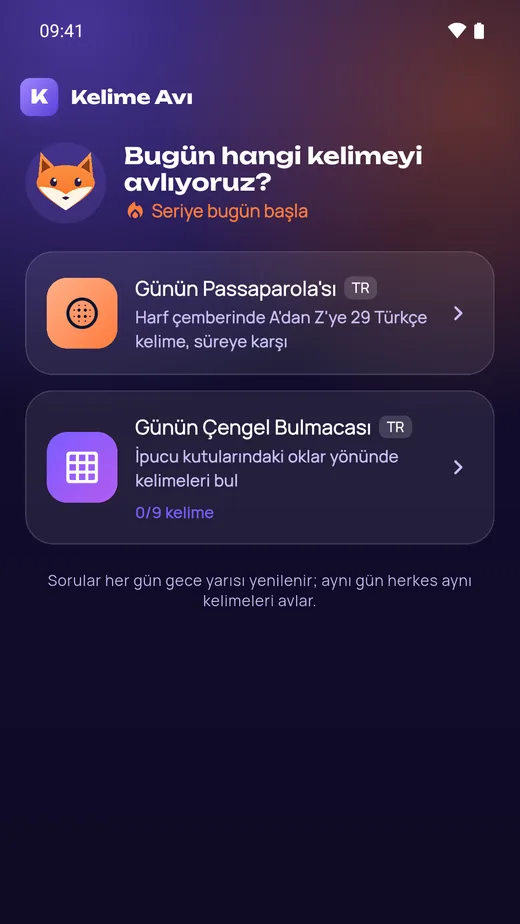 09:41
K Kelime Avı
Bugün hangi kelimeyi
avlıyoruz?
Seriye bugün başla
Günün Passaparola'sı TR
Harf çemberinde A'dan Z'ye 29 Türkçe
kelime, süreye karşı
Günün Çengel Bulmacası TR
İpucu kutularındaki oklar yönünde
kelimeleri bul
0/9 kelime
Sorular her gün gece yarısı yenilenir; aynı gün herkes aynı
kelimeleri avlar.